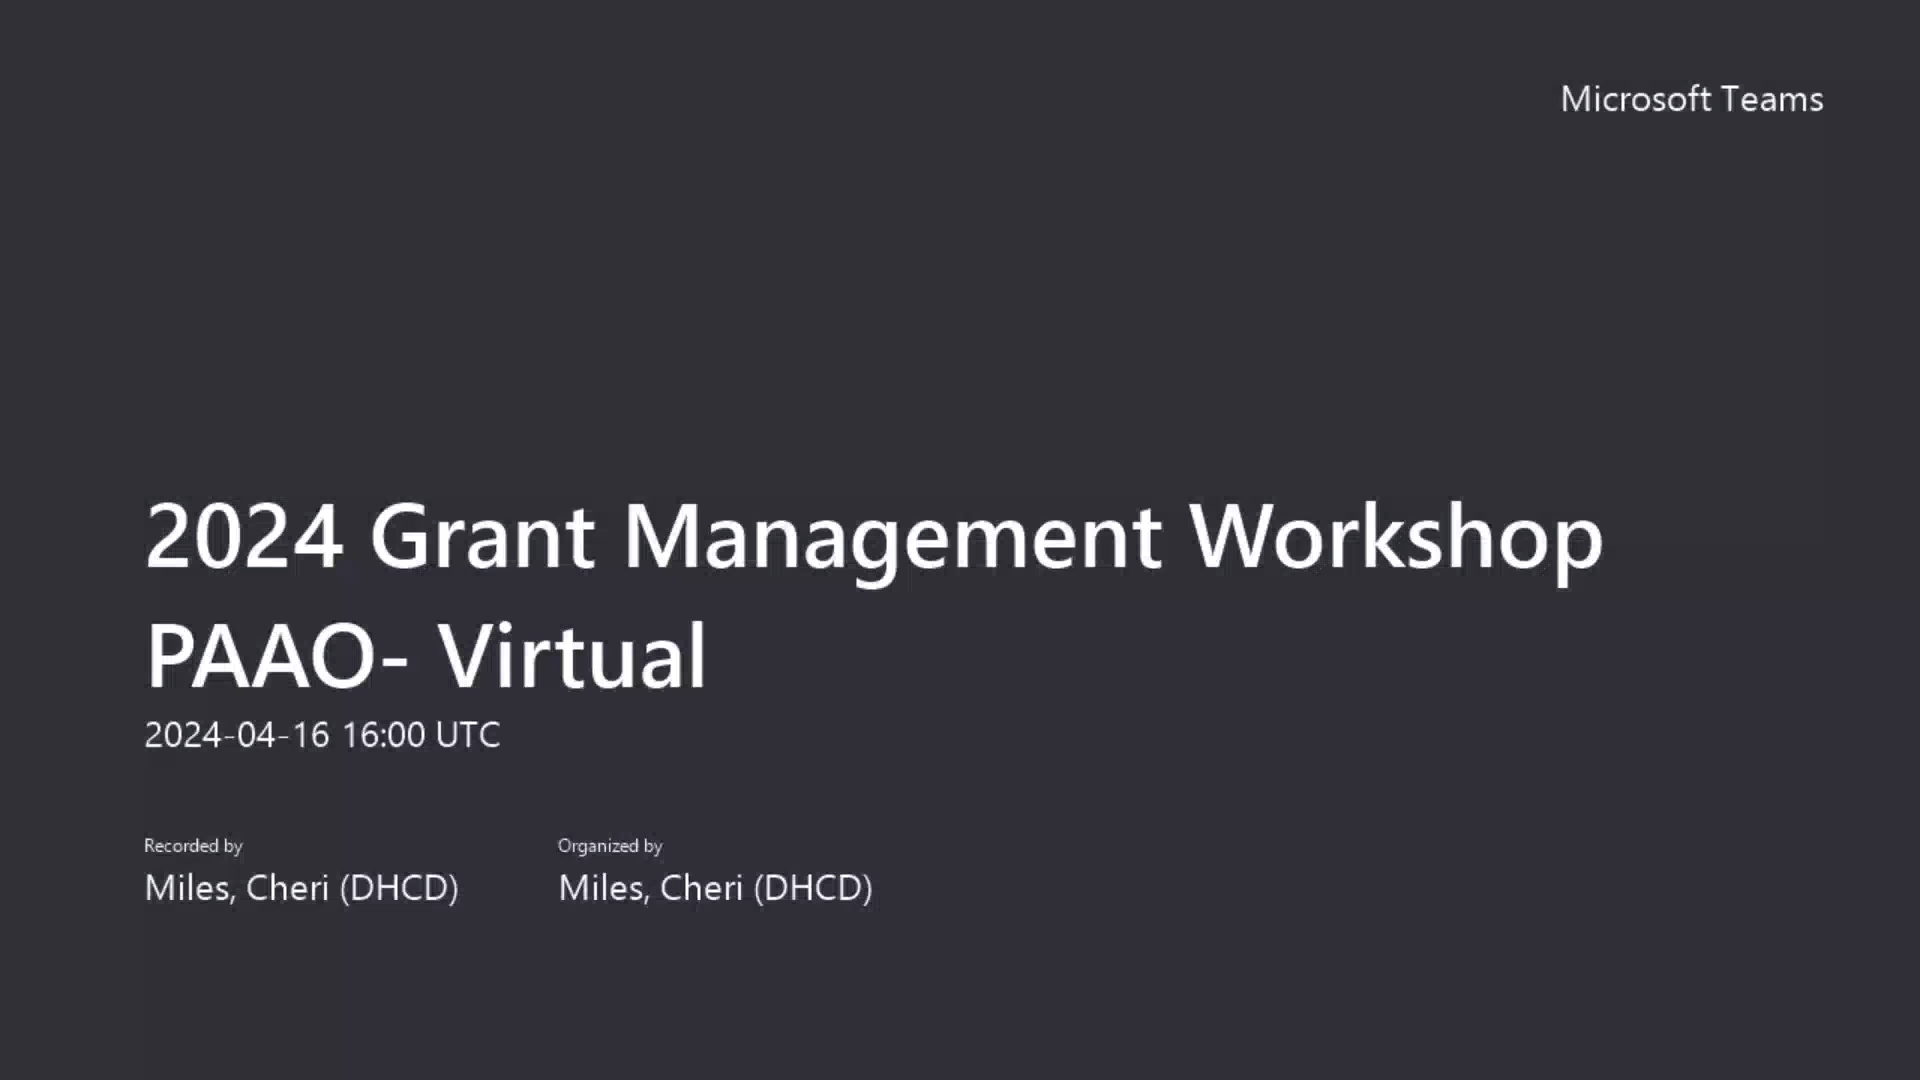 Microsoft Teams
2024 Grant Management Workshop
PAAO- Virtual
2024-04-16 16:00 UTC
Recorded by
Miles, Cheri (DHCD)
Organized by
Miles, Cheri (DHCD)